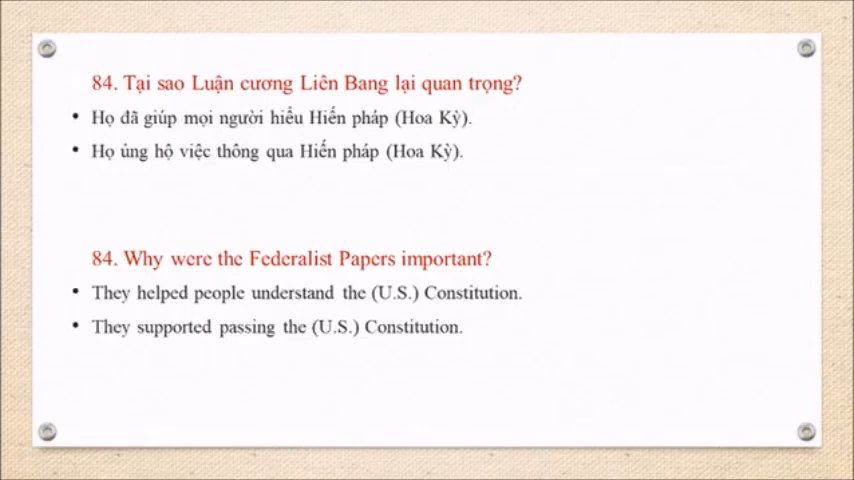 84. Tại sao Luận cương Liên Bang lại quan trọng?
• Họ đã giúp mọi người hiểu Hiến pháp (Hoa Kỳ).
• Họ ủng hộ việc thông qua Hiến pháp (Hoa Kỳ).
84. Why were the Federalist Papers important?
• They helped people understand the (U.S.) Constitution.
• They supported passing the (U.S.) Constitution.